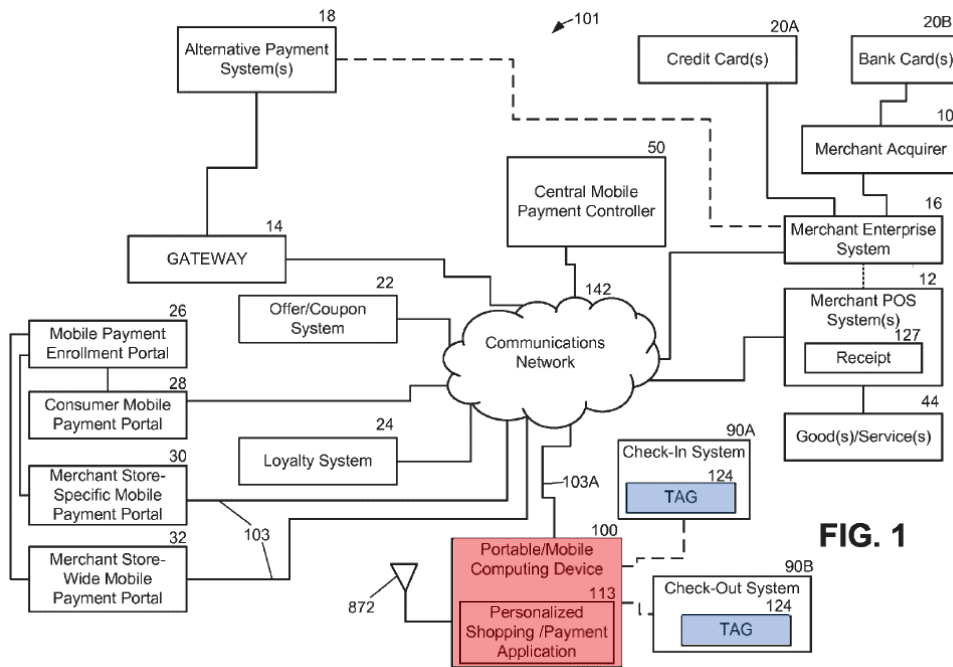 101
18
Alternative Payment
System(s)
20A
Credit Card(s)
20B
Bank Card(s)
10
Merchant Acquirer
50
Central Mobile
Payment Controller
16
Merchant Enterprise
System
14
GATEWAY
12
Merchant POS
System(s)
127
Receipt
22
Offer/Coupon
System
142
Communications
Network
26
Mobile Payment
Enrollment Portal
28
Consumer Mobile
Payment Portal
24
Loyalty System
44
Good(s)/Service(s)
30
Merchant Store-
Specific Mobile
Payment Portal
103
32
Merchant Store-
Wide Mobile
Payment Portal
103A
90A
Check-In System
124
TAG
FIG. 1
100
Portable/Mobile
Computing Device
113
Personalized
Shopping /Payment
Application
872
90B
Check-Out System
124
TAG